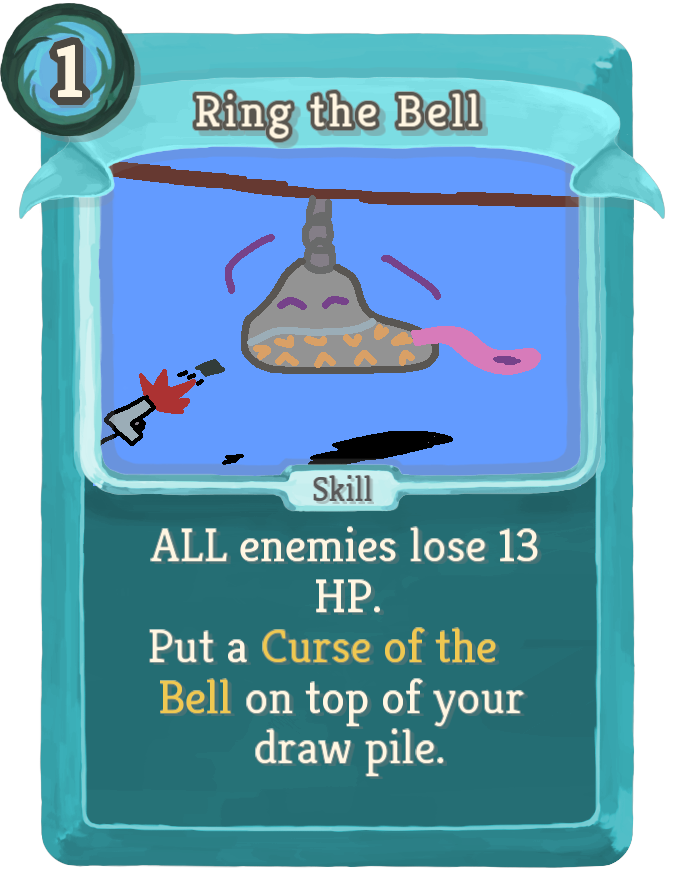 1
Ring the Bell
Skill
ALL enemies lose 13
HP.
Put a Curse of the
Bell on top of your
draw pile.